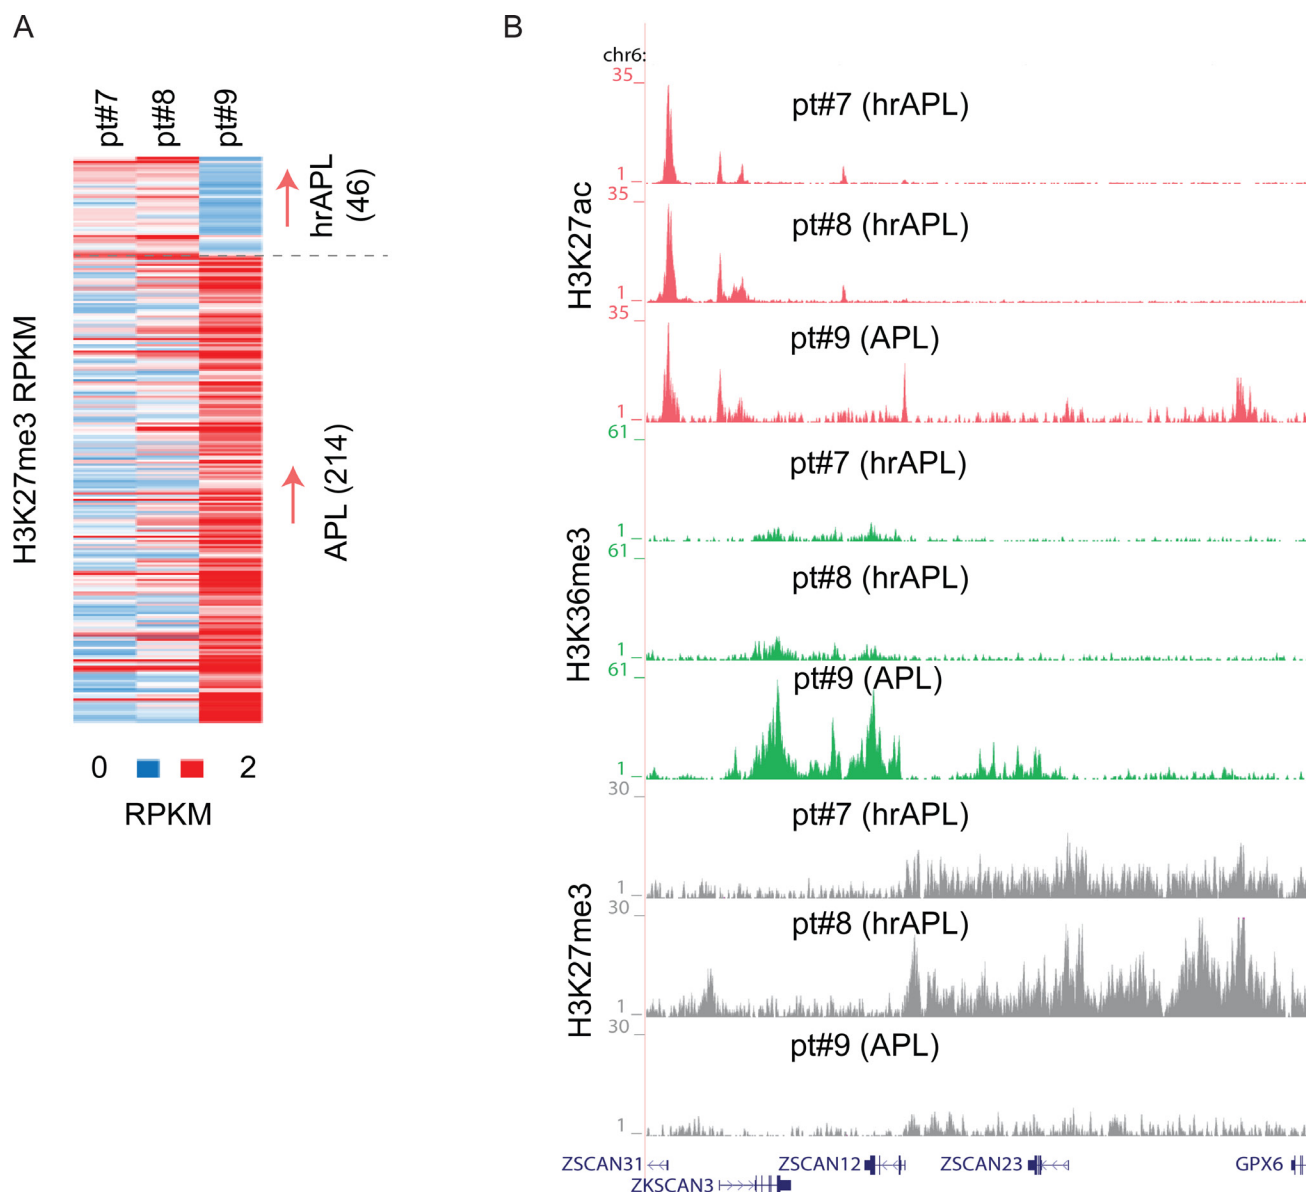 A
pt#7
pt#8
pt#9
H3K27me3 RPKM
hrAPL
(46)
APL (214)
0
2
RPKM
B
chr6:
H3K27ac
35
pt#7 (hrAPL)
1
35
pt#8 (hrAPL)
1
35
pt#9 (APL)
1
H3K36me3
61
pt#7 (hrAPL)
1
61
pt#8 (hrAPL)
1
61
pt#9 (APL)
1
H3K27me3
30
pt#7 (hrAPL)
1
30
pt#8 (hrAPL)
1
30
pt#9 (APL)
1
ZSCAN31
ZSCAN12
ZSCAN23
GPX6
ZKSCAN3